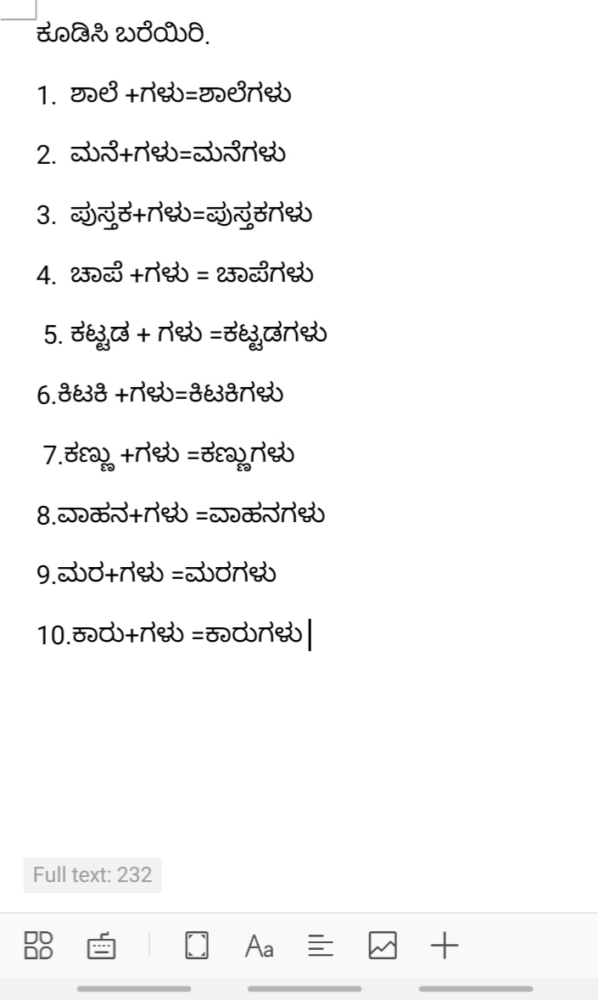 ಕೂಡಿಸಿ ಬರೆಯಿರಿ.
1. ಶಾಲೆ +ಗಳು=ಶಾಲೆಗಳು
2. ಮನೆ+ಗಳು=ಮನೆಗಳು
3. ಪುಸ್ತಕ+ಗಳು=ಪುಸ್ತಕಗಳು
4. ಚಾಪೆ +ಗಳು = ಚಾಪೆಗಳು
5. ಕಟ್ಟಡ + ಗಳು =ಕಟ್ಟಡಗಳು
6.ಕಿಟಕಿ +ಗಳು=ಕಿಟಕಿಗಳು
7.ಕಣ್ಣು +ಗಳು =ಕಣ್ಣುಗಳು
8.ವಾಹನ+ಗಳು =ವಾಹನಗಳು
9.ಮರ+ಗಳು =ಮರಗಳು
10.ಕಾರು+ಗಳು =ಕಾರುಗಳು
Full text: 232
Aa